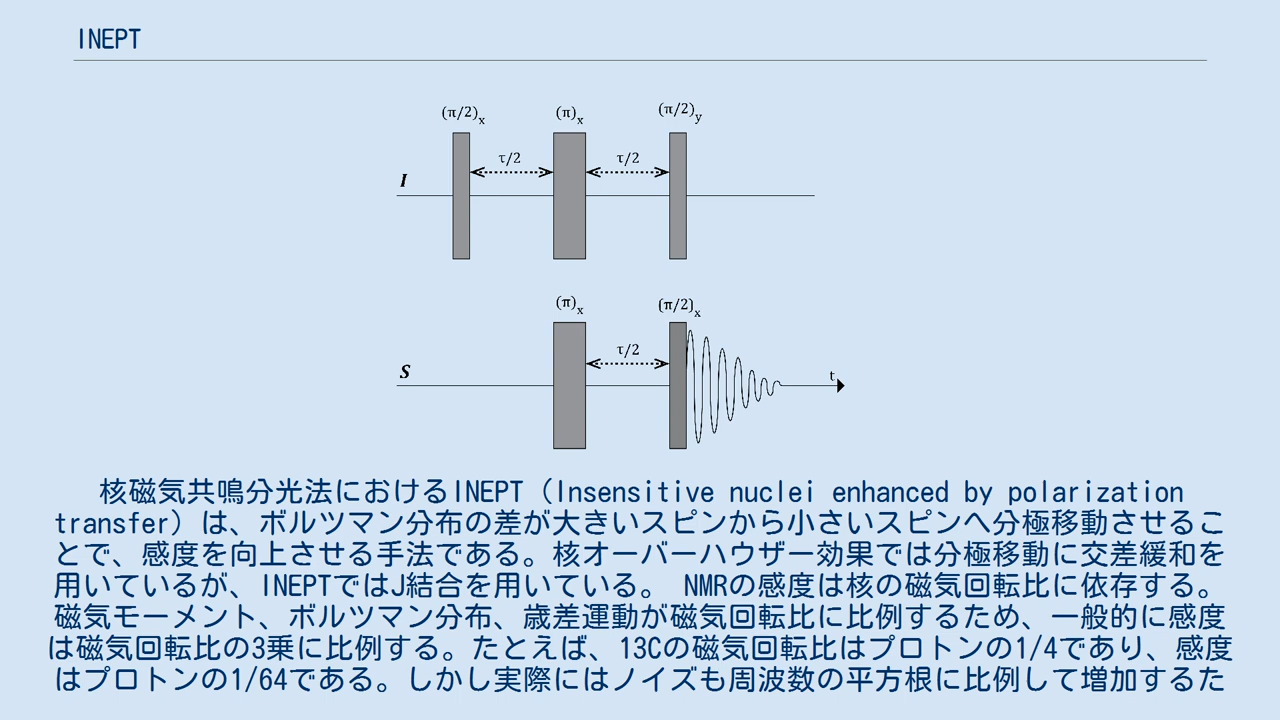 INEPT
(π/2)x (π)x (π/2)y
τ/2 τ/2
I
(π)x (π/2)x
τ/2
S t
核磁気共鳴分光法におけるINEPT（Insensitive nuclei enhanced by polarization
transfer）は、ボルツマン分布の差が大きいスピンから小さいスピンへ分極移動させるこ
とで、感度を向上させる手法である。核オーバーハウザー効果では分極移動に交差緩和を
用いているが、INEPTではJ結合を用いている。 NMRの感度は核の磁気回転比に依存する。
磁気モーメント、ボルツマン分布、歳差運動が磁気回転比に比例するため、一般的に感度
は磁気回転比の3乗に比例する。たとえば、13Cの磁気回転比はプロトンの1/4であり、感度
はプロトンの1/64である。しかし実際にはノイズも周波数の平方根に比例して増加するた